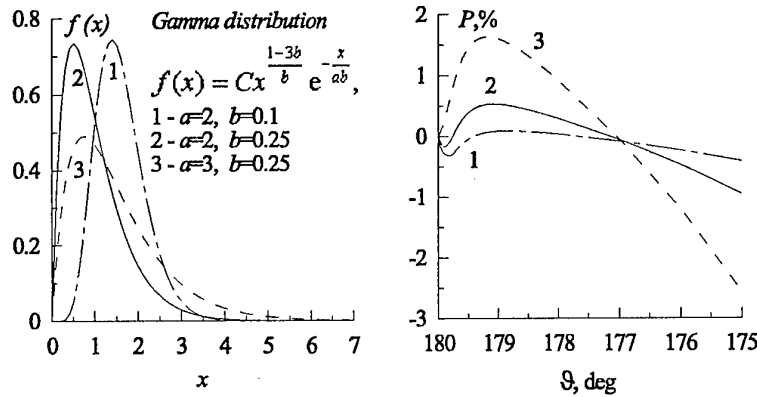 f(x)
Gamma distribution
f(x) = Cx^{\frac{1-3b}{b}} e^{-\frac{x}{ab}},
1 - a=2, b=0.1
2 - a=2, b=0.25
3 - a=3, b=0.25
1
2
3
0.8
0.6
0.4
0.2
0
0 1 2 3 4 5 6 7
x
P,%
2
1
0
-1
-2
-3
3
2
1
180 179 178 177 176 175
ϑ, deg